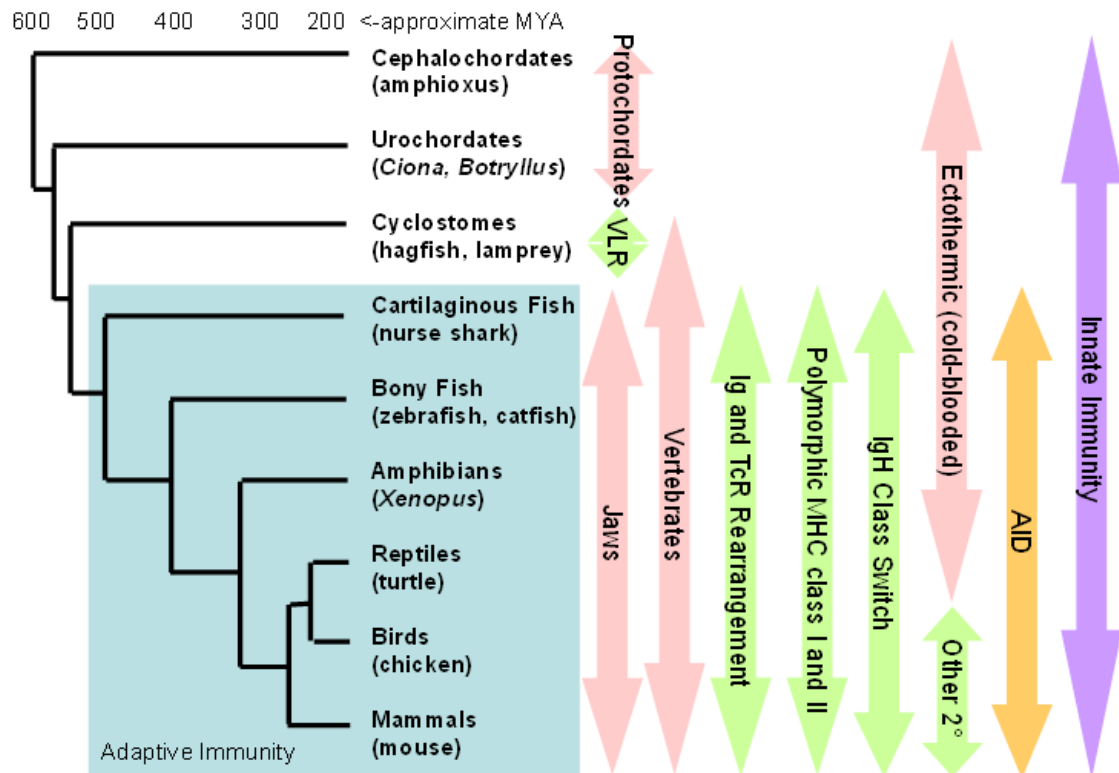 600 500 400 300 200 <-approximate MYA
Cephalochordates
(amphioxus)
Urochordates
(Ciona, Botryllus)
Cyclostomes
(hagfish, lamprey)
Cartilaginous Fish
(nurse shark)
Bony Fish
(zebrafish, catfish)
Amphibians
(Xenopus)
Reptiles
(turtle)
Birds
(chicken)
Mammals
(mouse)
Adaptive Immunity
Protochordates
VLR
Jaws
Vertebrates
Ig and TcR Rearrangement
Polymorphic MHC class I and II
IgH Class Switch
Ectothermic (cold-blooded)
Other 2°
AID
Innate Immunity